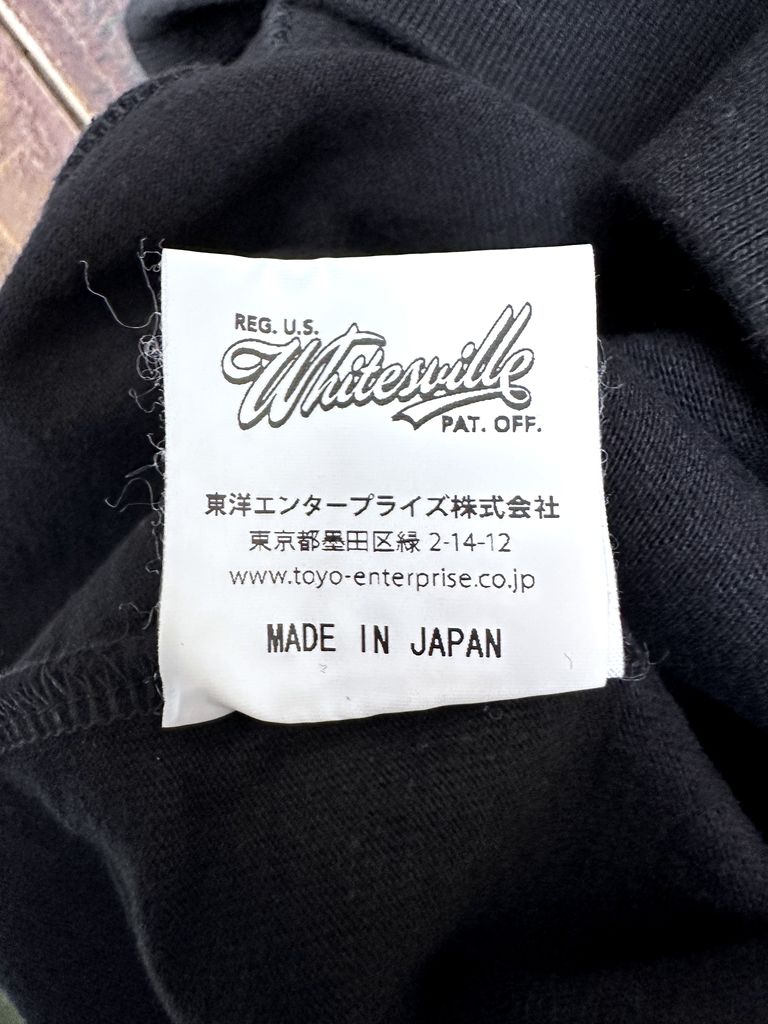 REG. U.S.
Whitesville
PAT. OFF.
東洋エンタープライズ株式会社
東京都墨田区緑 2-14-12
www.toyo-enterprise.co.jp
MADE IN JAPAN